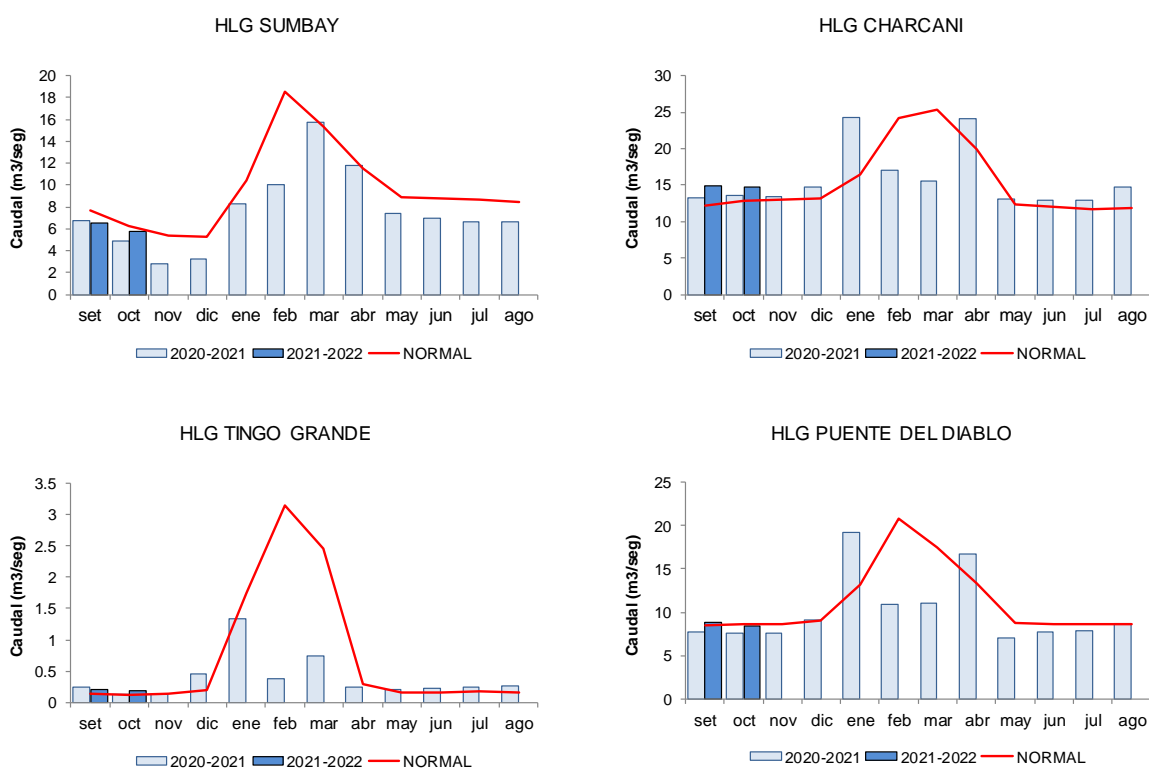 HLG SUMBAY
Caudal (m3/seg)
20
18
16
14
12
10
8
6
4
2
0
set oct nov dic ene feb mar abr may jun jul ago
2020-2021 2021-2022 NORMAL
HLG CHARCANI
Caudal (m3/seg)
30
25
20
15
10
5
0
set oct nov dic ene feb mar abr may jun jul ago
2020-2021 2021-2022 NORMAL
HLG TINGO GRANDE
Caudal (m3/seg)
3.5
3
2.5
2
1.5
1
0.5
0
set oct nov dic ene feb mar abr may jun jul ago
2020-2021 2021-2022 NORMAL
HLG PUENTE DEL DIABLO
Caudal (m3/seg)
25
20
15
10
5
0
set oct nov dic ene feb mar abr may jun jul ago
2020-2021 2021-2022 NORMAL